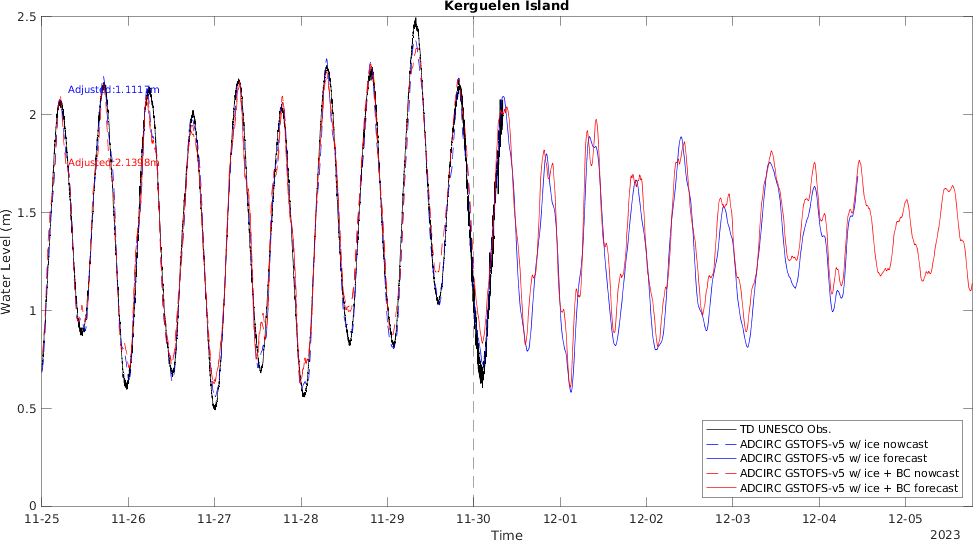 Kerguelen Island
2.5
2
1.5
1
0.5
0
Water Level (m)
Adjusted:1.1117m
Adjusted:2.1398m
TD UNESCO Obs.
ADCIRC GSTOFS-v5 w/ ice nowcast
ADCIRC GSTOFS-v5 w/ ice forecast
ADCIRC GSTOFS-v5 w/ ice + BC nowcast
ADCIRC GSTOFS-v5 w/ ice + BC forecast
11-25 11-26 11-27 11-28 11-29 11-30 12-01 12-02 12-03 12-04 12-05
Time
2023